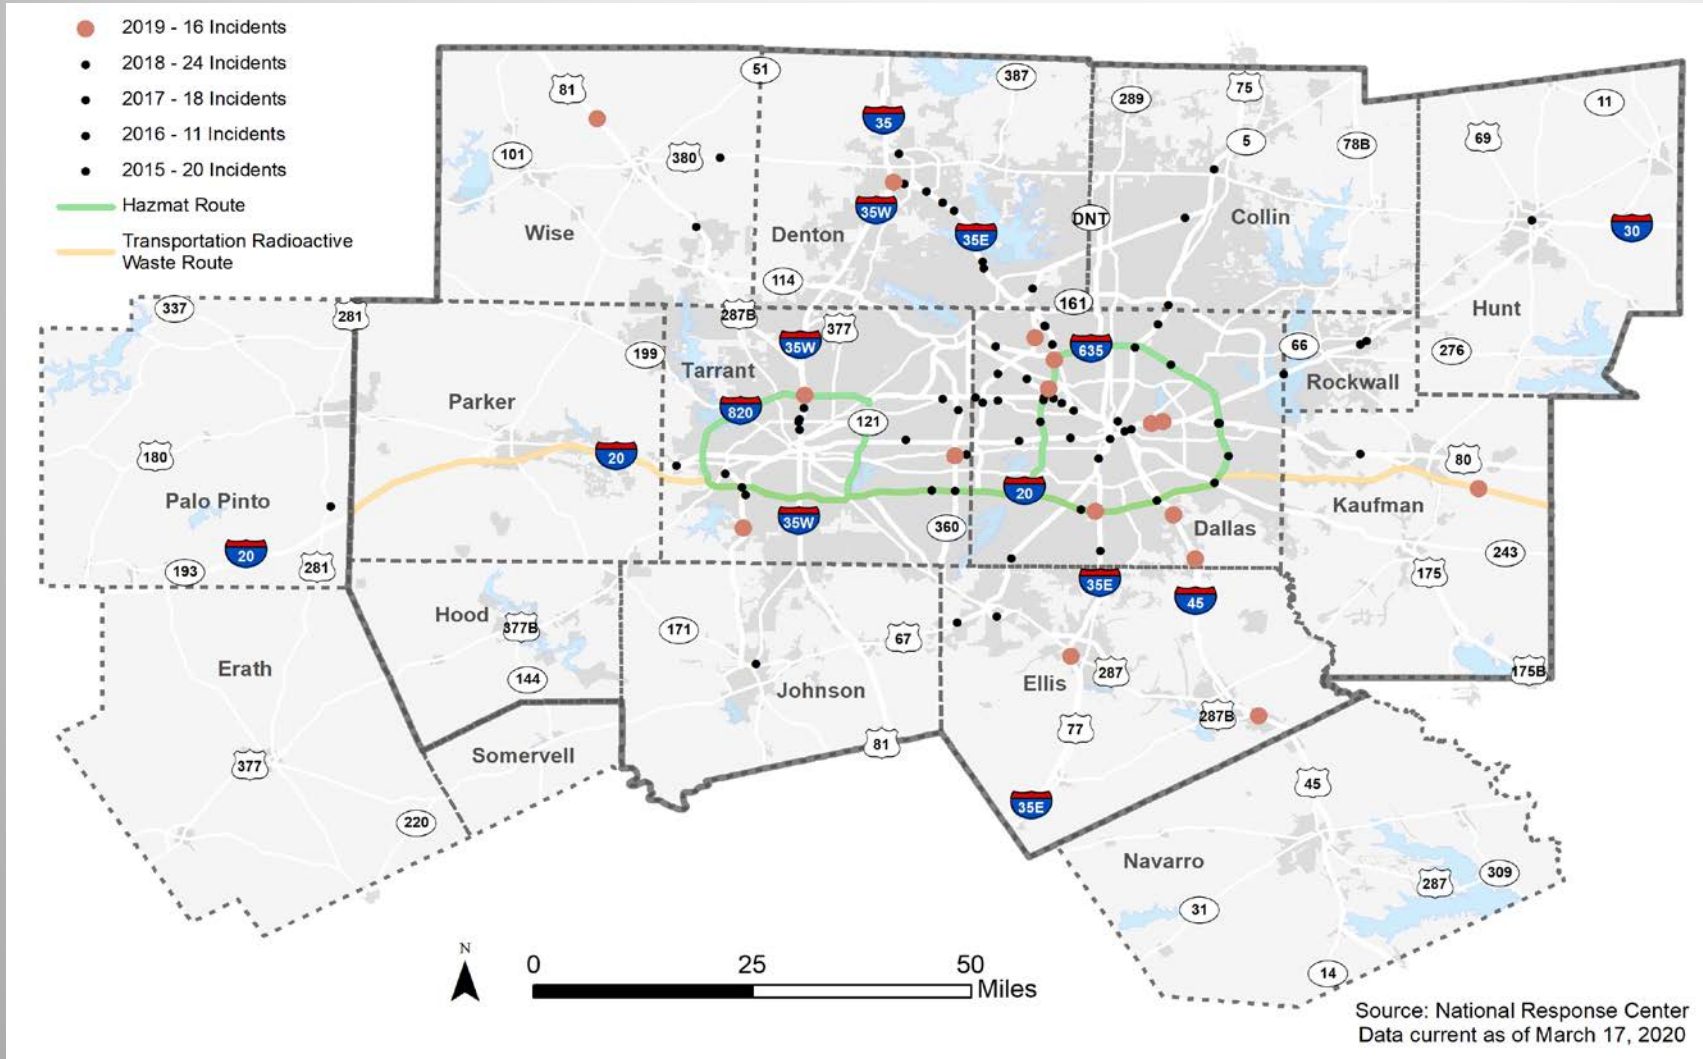 2019 - 16 Incidents
2018 - 24 Incidents
2017 - 18 Incidents
2016 - 11 Incidents
2015 - 20 Incidents
Hazmat Route
Transportation Radioactive
Waste Route
51
387
75
81
289
11
35
69
5
78B
101
380
35W
DNT
Collin
30
Wise
Denton
35E
114
337
281
287B
377
161
Hunt
35W
635
66
276
199
Tarrant
Rockwall
Parker
820
121
180
20
80
Palo Pinto
20
Kaufman
35W
360
Dallas
20
193
281
243
175
35E
45
Hood
377B
171
67
Erath
144
Johnson
Ellis
287
175B
287B
77
81
Somervell
377
45
35E
220
Navarro
309
287
31
14
N
0
25
50
Miles
Source: National Response Center
Data current as of March 17, 2020